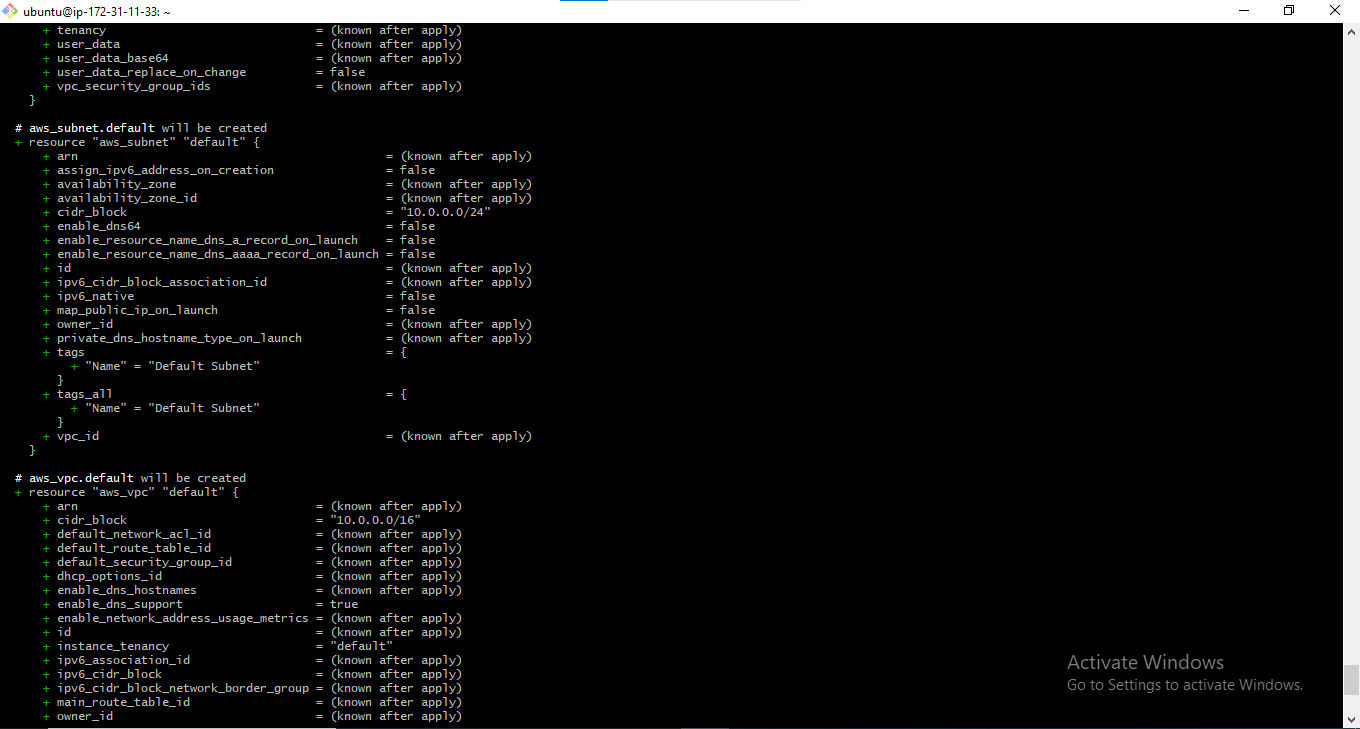 ubuntu@ip-172-31-11-33: ~
+ tenancy = (known after apply)
+ user_data = (known after apply)
+ user_data_base64 = (known after apply)
+ user_data_replace_on_change = false
+ vpc_security_group_ids = (known after apply)
}
# aws_subnet.default will be created
+ resource "aws_subnet" "default" {
+ arn = (known after apply)
+ assign_ipv6_address_on_creation = false
+ availability_zone = (known after apply)
+ availability_zone_id = (known after apply)
+ cidr_block = "10.0.0.0/24"
+ enable_dns64 = false
+ enable_resource_name_dns_a_record_on_launch = false
+ enable_resource_name_dns_aaaa_record_on_launch = false
+ id = (known after apply)
+ ipv6_cidr_block_association_id = (known after apply)
+ ipv6_native = false
+ map_public_ip_on_launch = false
+ owner_id = (known after apply)
+ private_dns_hostname_type_on_launch = (known after apply)
+ tags = {
+ "Name" = "Default Subnet"
}
+ tags_all = {
+ "Name" = "Default Subnet"
}
+ vpc_id = (known after apply)
}
# aws_vpc.default will be created
+ resource "aws_vpc" "default" {
+ arn = (known after apply)
+ cidr_block = "10.0.0.0/16"
+ default_network_acl_id = (known after apply)
+ default_route_table_id = (known after apply)
+ default_security_group_id = (known after apply)
+ dhcp_options_id = (known after apply)
+ enable_dns_hostnames = (known after apply)
+ enable_dns_support = true
+ enable_network_address_usage_metrics = (known after apply)
+ id = (known after apply)
+ instance_tenancy = "default"
+ ipv6_association_id = (known after apply)
+ ipv6_cidr_block = (known after apply)
+ ipv6_cidr_block_network_border_group = (known after apply)
+ main_route_table_id = (known after apply)
+ owner_id = (known after apply)
Activate Windows
Go to Settings to activate Windows.